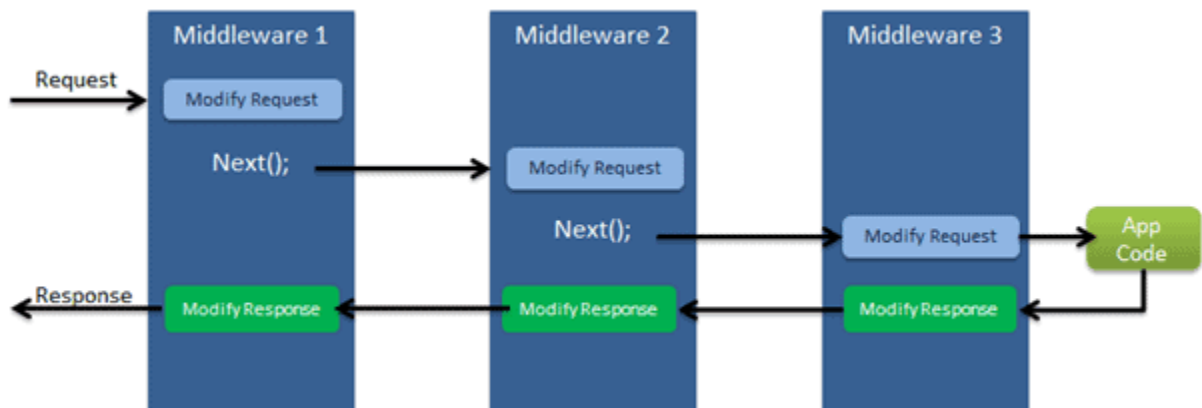 Middleware 1
Middleware 2
Middleware 3
Request
Modify Request
Next();
Modify Request
Next();
Modify Request
App
Code
Response
Modify Response
Modify Response
Modify Response